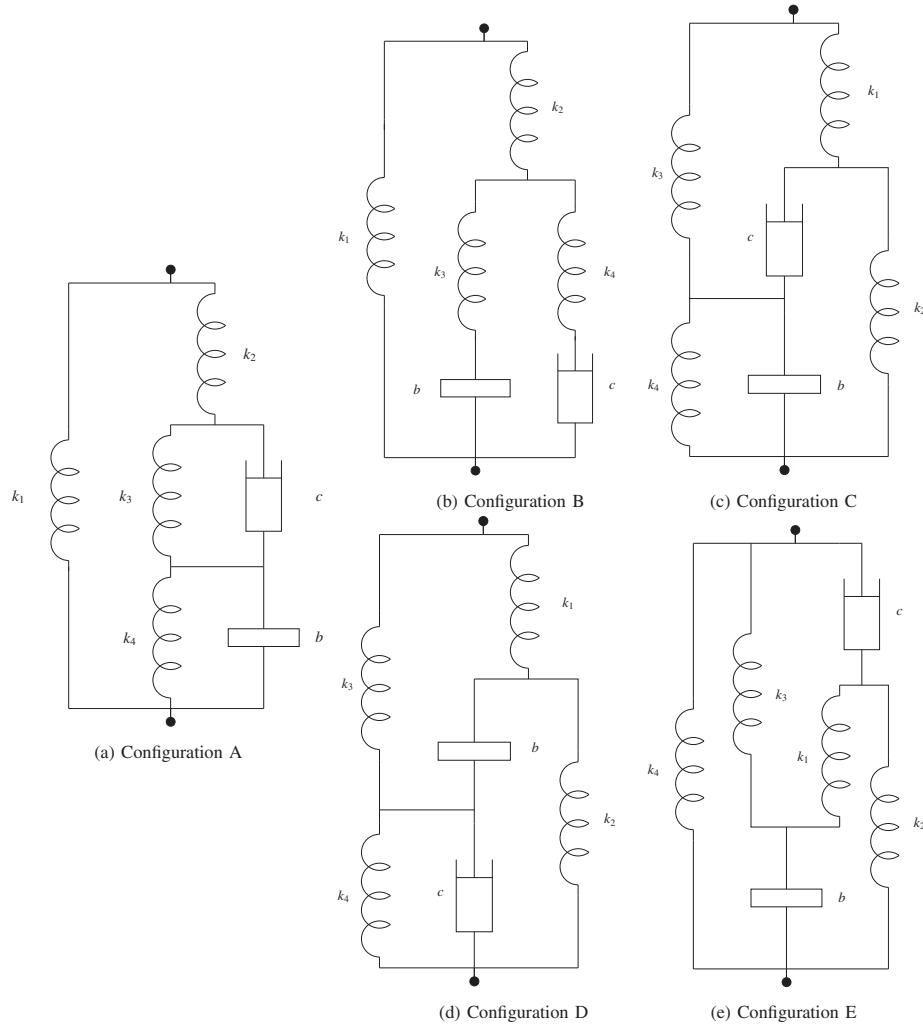 k1
k2
k3
c
k4
b
(a) Configuration A
k2
k1
k3
k4
b
c
(b) Configuration B
k1
k3
c
k2
k4
b
(c) Configuration C
k1
k3
b
k2
k4
c
(d) Configuration D
c
k3
k1
k4
k2
b
(e) Configuration E